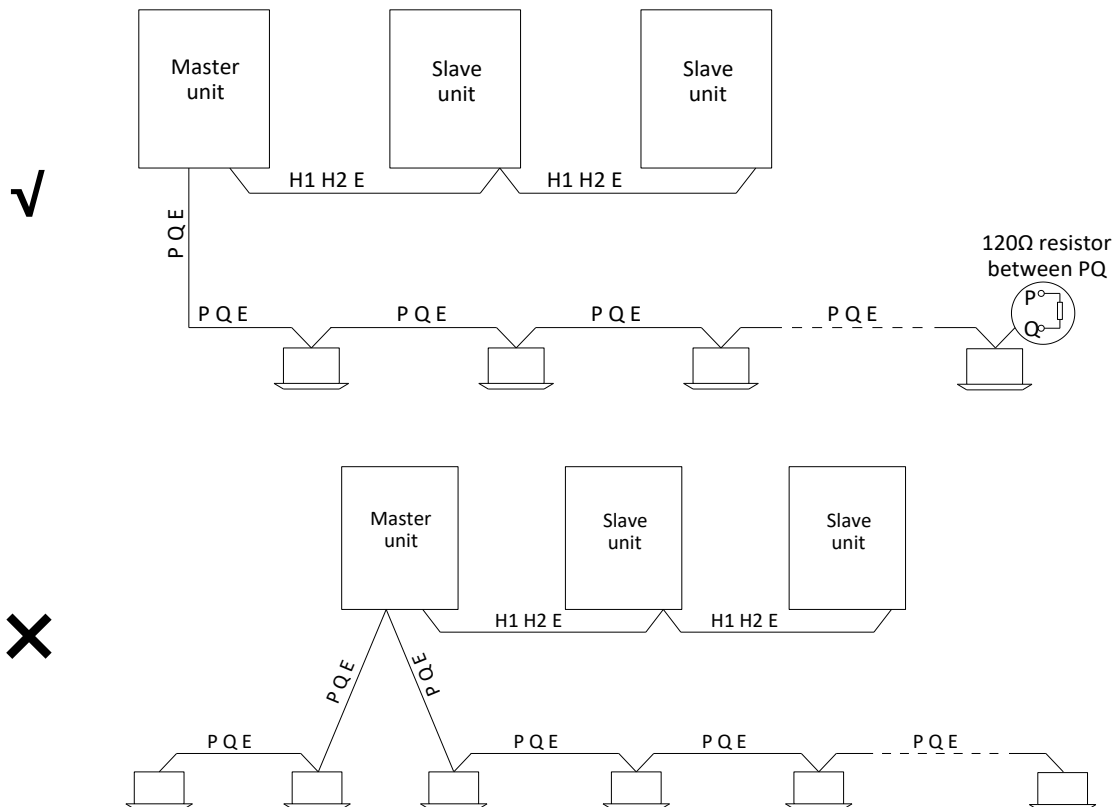 Master
unit
Slave
unit
Slave
unit
√
H1 H2 E
H1 H2 E
P Q E
120Ω resistor
between PQ
P
Q
P Q E
P Q E
P Q E
P Q E
Master
unit
Slave
unit
Slave
unit
×
H1 H2 E
H1 H2 E
P Q E
P Q E
P Q E
P Q E
P Q E
P Q E